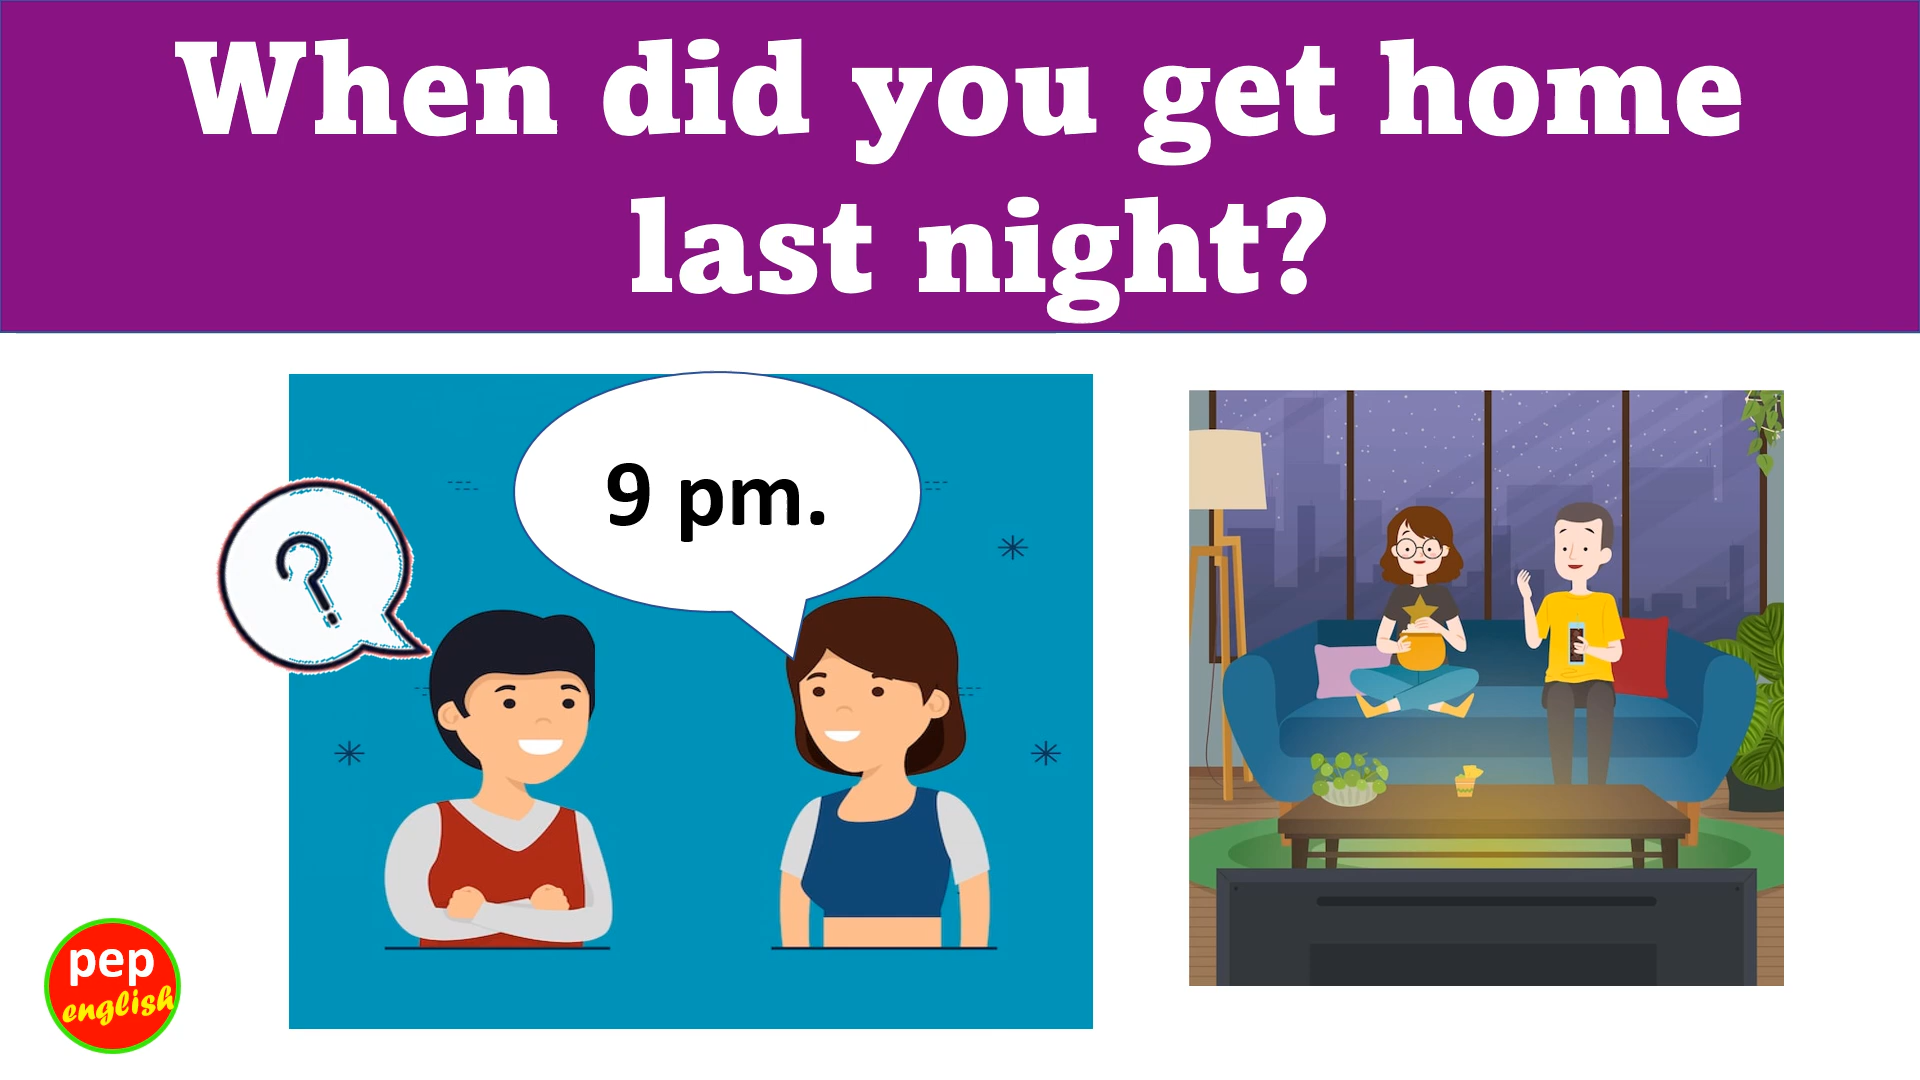 When did you get home
last night?
?
9 pm.
pep
english